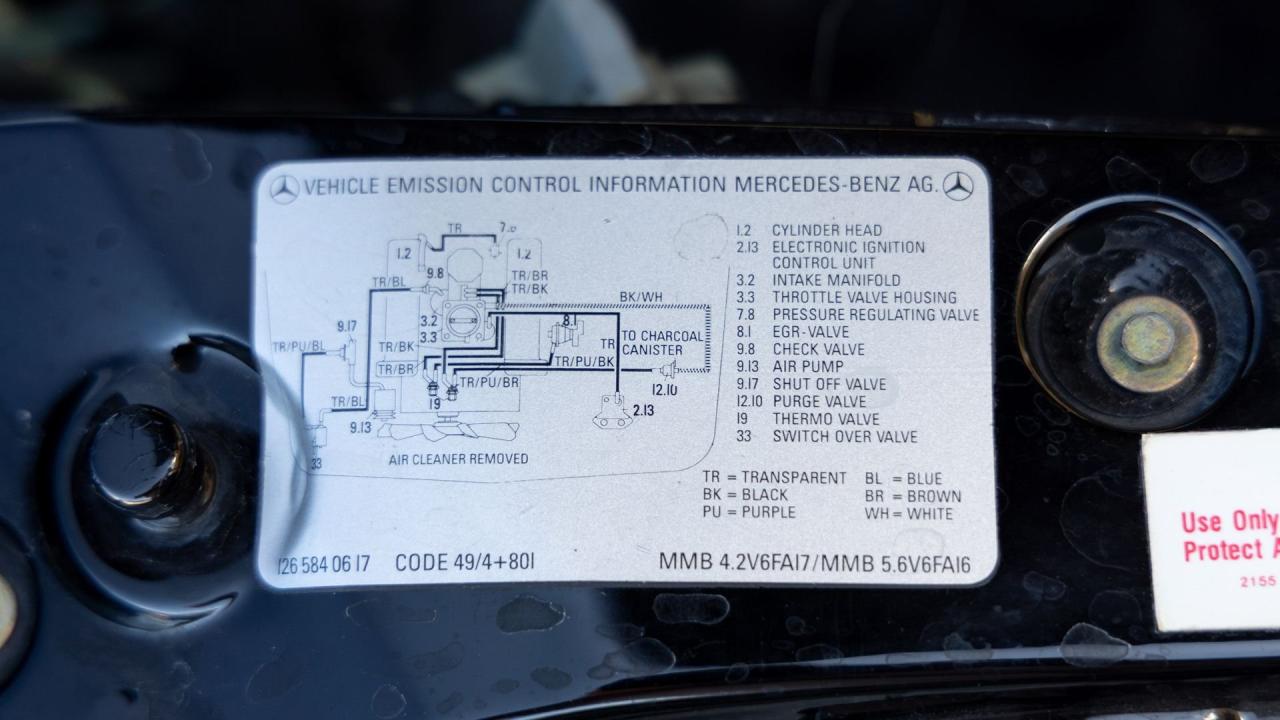 VEHICLE EMISSION CONTROL INFORMATION MERCEDES-BENZ AG.
TR 7.8
1.2 1.2
9.8
TR/BL
TR/BR
TR/BK
BK/WH
3.2
3.3
8.1
9.17
TR/PU/BL
TR/BK
TR/BR
TR
TO CHARCOAL
CANISTER
TR/PU/BK
TR/PU/BR
12.10
TR/BL
19
2.13
9.13
33
AIR CLEANER REMOVED
1.2 CYLINDER HEAD
2.13 ELECTRONIC IGNITION
CONTROL UNIT
3.2 INTAKE MANIFOLD
3.3 THROTTLE VALVE HOUSING
7.8 PRESSURE REGULATING VALVE
8.1 EGR-VALVE
9.8 CHECK VALVE
9.13 AIR PUMP
9.17 SHUT OFF VALVE
12.10 PURGE VALVE
19 THERMO VALVE
33 SWITCH OVER VALVE
TR = TRANSPARENT BL = BLUE
BK = BLACK BR = BROWN
PU = PURPLE WH = WHITE
126 584 06 17 CODE 49/4+801 MMB 4.2V6FA17/MMB 5.6V6FA16
Use Only
Protect A
2155